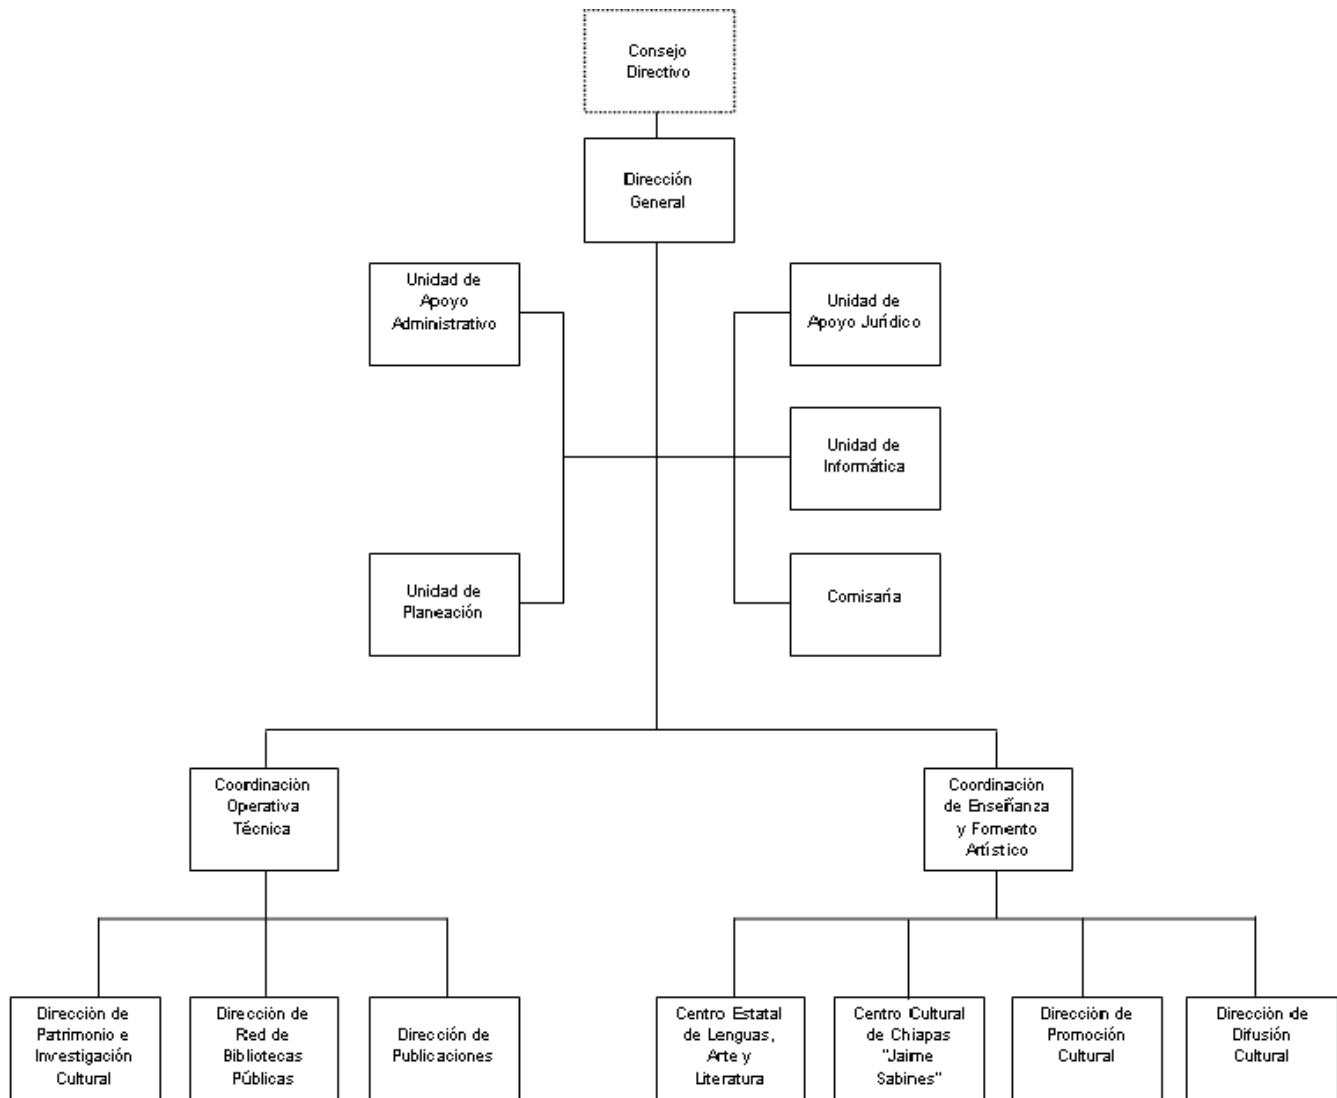 Consejo
Directivo
Dirección
General
Unidad de
Apoyo
Administrativo
Unidad de
Apoyo Jurídico
Unidad de
Informática
Unidad de
Planeación
Comisaría
Coordinación
Operativa
Técnica
Coordinación
de Enseñanza
y Fomento
Artístico
Dirección de
Patrimonio e
Investigación
Cultural
Dirección de
Red de
Bibliotecas
Públicas
Dirección de
Publicaciones
Centro Estatal
de Lenguas,
Arte y
Literatura
Centro Cultural
de Chiapas
"Jaime
Sabines"
Dirección de
Promoción
Cultural
Dirección de
Difusión
Cultural